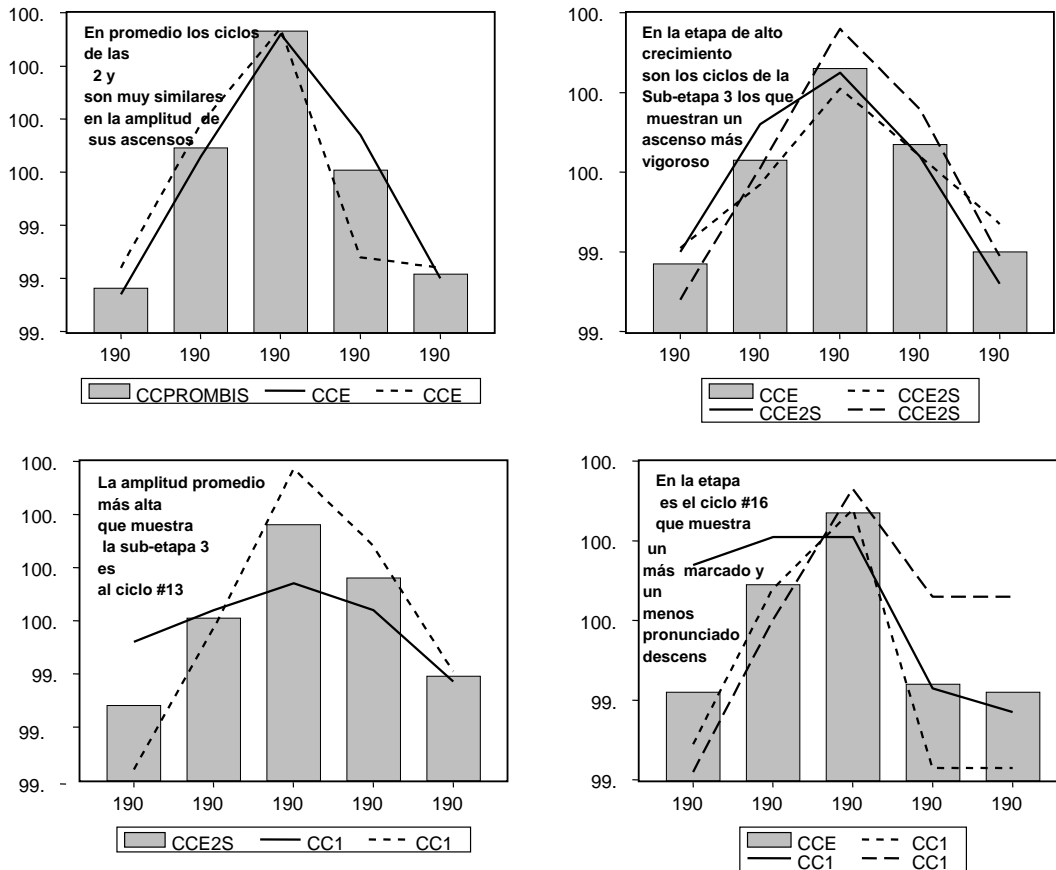 100.
100.
100.
100.
99.
99.
99.
En promedio los ciclos
de las
2 y
son muy similares
en la amplitud de
sus ascensos
190 190 190 190 190
CCPROMBIS CCE CCE
100.
100.
100.
99.
99.
En la etapa de alto
crecimiento
son los ciclos de la
Sub-etapa 3 los que
muestran un
ascenso más
vigoroso
190 190 190 190 190
CCE CCE2S
CCE2S CCE2S
100.
100.
100.
100.
99.
99.
99.
La amplitud promedio
más alta
que muestra
la sub-etapa 3
es
al ciclo #13
190 190 190 190 190
CCE2S CC1 CC1
100.
100.
100.
99.
99.
En la etapa
es el ciclo #16
que muestra
un
más marcado y
un
menos
pronunciado
descens
190 190 190 190 190
CCE CC1
CC1 CC1